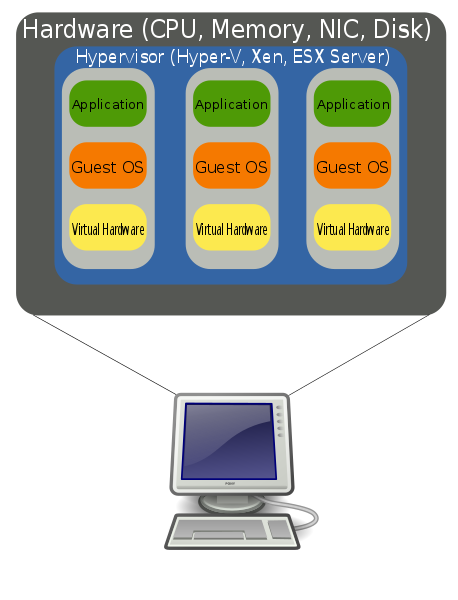 Hardware (CPU, Memory, NIC, Disk)
Hypervisor (Hyper-V, Xen, ESX Server)
Application Application Application
Guest OS Guest OS Guest OS
Virtual Hardware Virtual Hardware Virtual Hardware